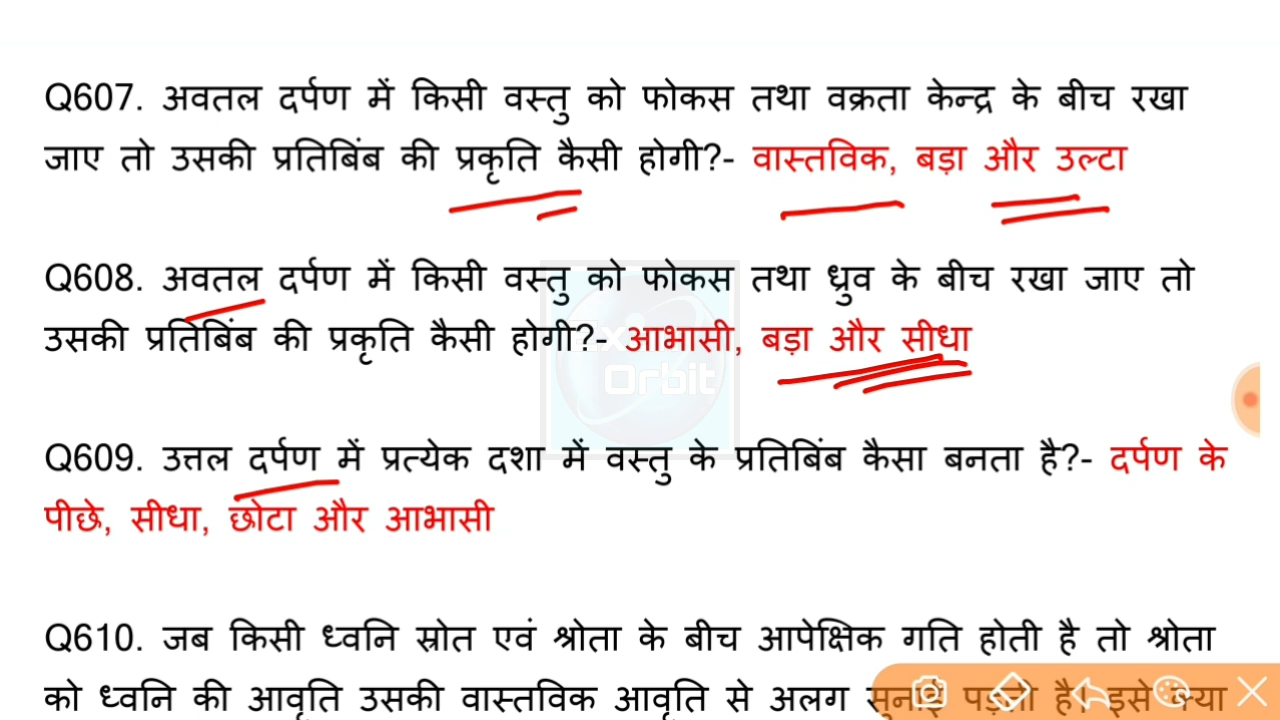 Q607. अवतल दर्पण में किसी वस्तु को फोकस तथा वक्रता केन्द्र के बीच रखा
जाए तो उसकी प्रतिबिंब की प्रकृति कैसी होगी?- वास्तविक, बड़ा और उल्टा
Q608. अवतल दर्पण में किसी वस्तु को फोकस तथा ध्रुव के बीच रखा जाए तो
उसकी प्रतिबिंब की प्रकृति कैसी होगी?- आभासी, बड़ा और सीधा
Orbit
Q609. उत्तल दर्पण में प्रत्येक दशा में वस्तु के प्रतिबिंब कैसा बनता है?- दर्पण के
पीछे, सीधा, छोटा और आभासी
Q610. जब किसी ध्वनि स्रोत एवं श्रोता के बीच आपेक्षिक गति होती है तो श्रोता
को ध्वनि की आवृति उसकी वास्तविक आवृति से अलग सुनाई पड़ती है। इसे क्या